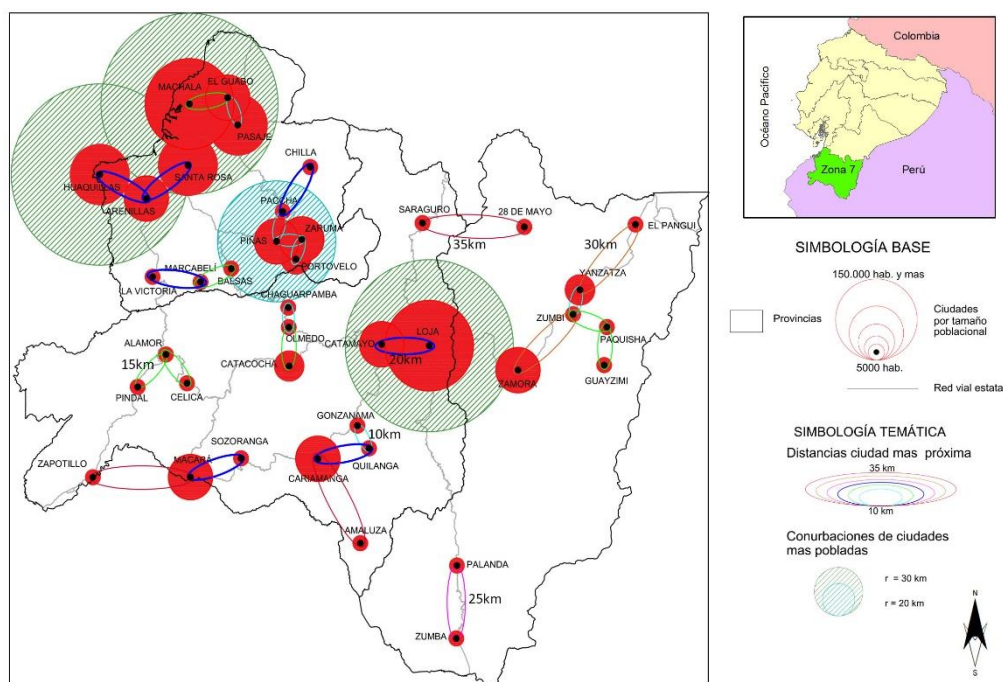 EL GUABO
MACHALA
PASAJE
CHILLA
SANTA ROSA
HUAQUILLAS
ARENILLAS
PACCHA
ZARUMA
PIÑAS
PORTOVELO
SARAGURO
28 DE MAYO
35km
EL PANGUI
30km
YANZATZA
MARCABELÍ
LA VICTORIA
BALSAS
CHAGUARPAMBA
ZUMBI
LOJA
OLMEDO
CATAMAYO
PAQUISHA
ALAMOR
20km
15km
CATACOCHA
GUAYZIMI
ZAMORA
PINDAL
CELICA
GONZANAMA
10km
SOZORANGA
ZAPOTILLO
MACARÁ
QUILANGA
CARIAMANGA
AMALUZA
PALANDA
25km
ZUMBA
Colombia
Océano Pacífico
Zona 7
Perú
SIMBOLOGÍA BASE
150.000 hab. y mas
Provincias
Ciudades
por tamaño
poblacional
5000 hab.
Red vial estata
SIMBOLOGÍA TEMÁTICA
Distancias ciudad mas próxima
35 km
10 km
Conurbaciones de ciudades
mas pobladas
r = 30 km
r = 20 km
N
S